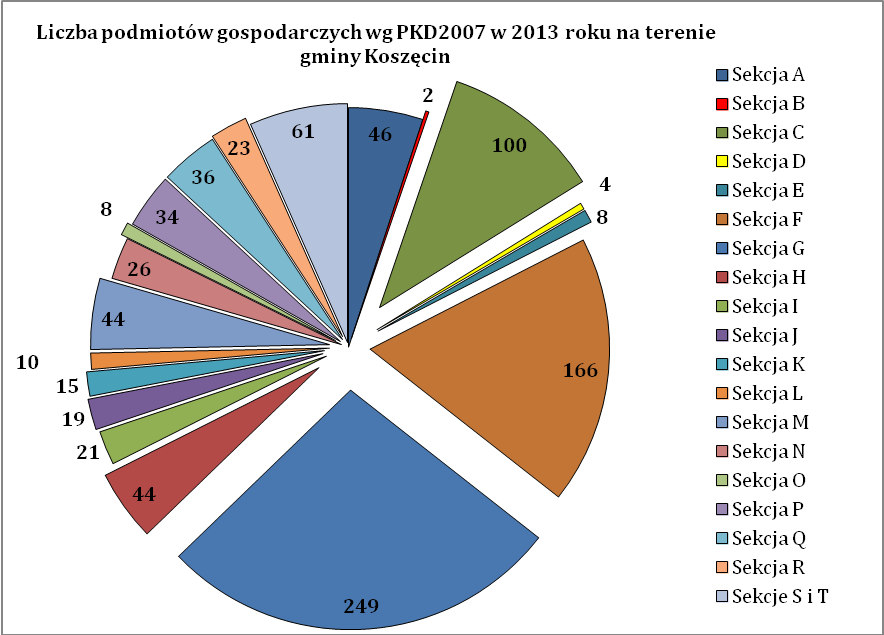 Liczba podmiotów gospodarczych wg PKD2007 w 2013 roku na terenie
gminy Koszęcin
46
2
100
4
8
166
249
44
21
19
15
10
44
26
8
34
36
23
61
Sekcja A
Sekcja B
Sekcja C
Sekcja D
Sekcja E
Sekcja F
Sekcja G
Sekcja H
Sekcja I
Sekcja J
Sekcja K
Sekcja L
Sekcja M
Sekcja N
Sekcja O
Sekcja P
Sekcja Q
Sekcja R
Sekcje S i T